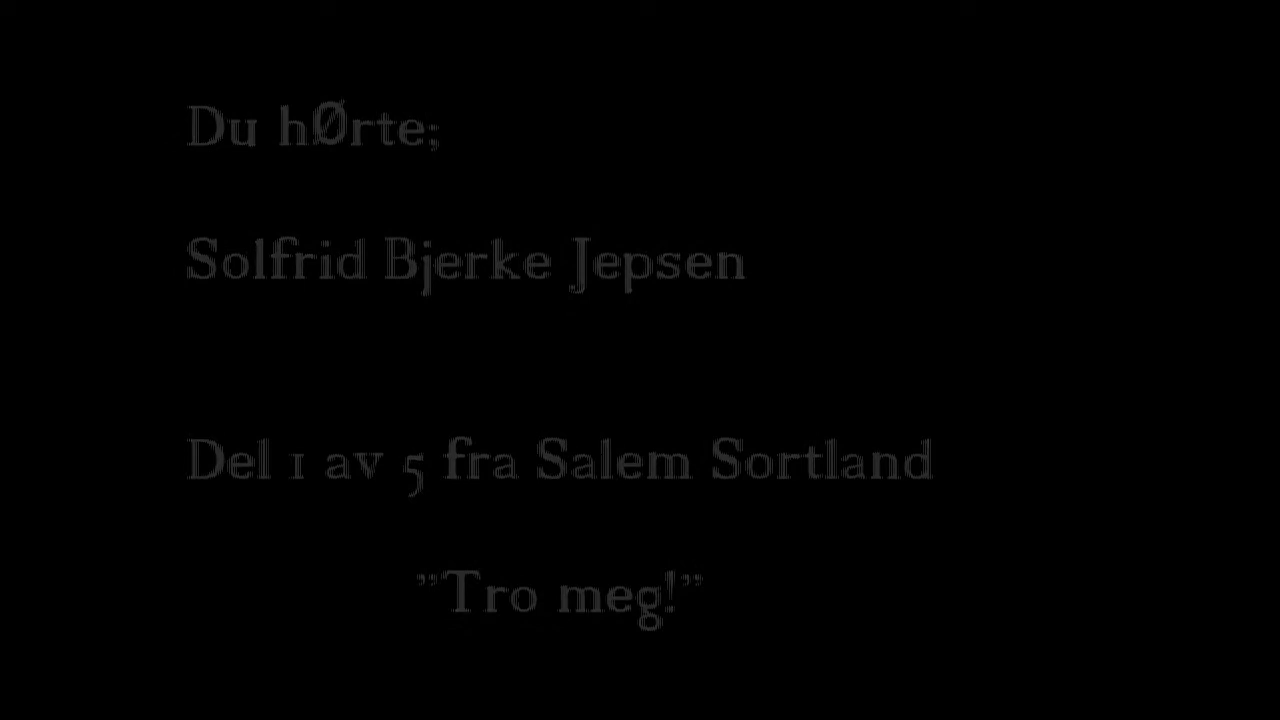 Du hØrte;
Solfrid Bjerke Jepsen
Del 1 av 5 fra Salem Sortland
"Tro meg!"